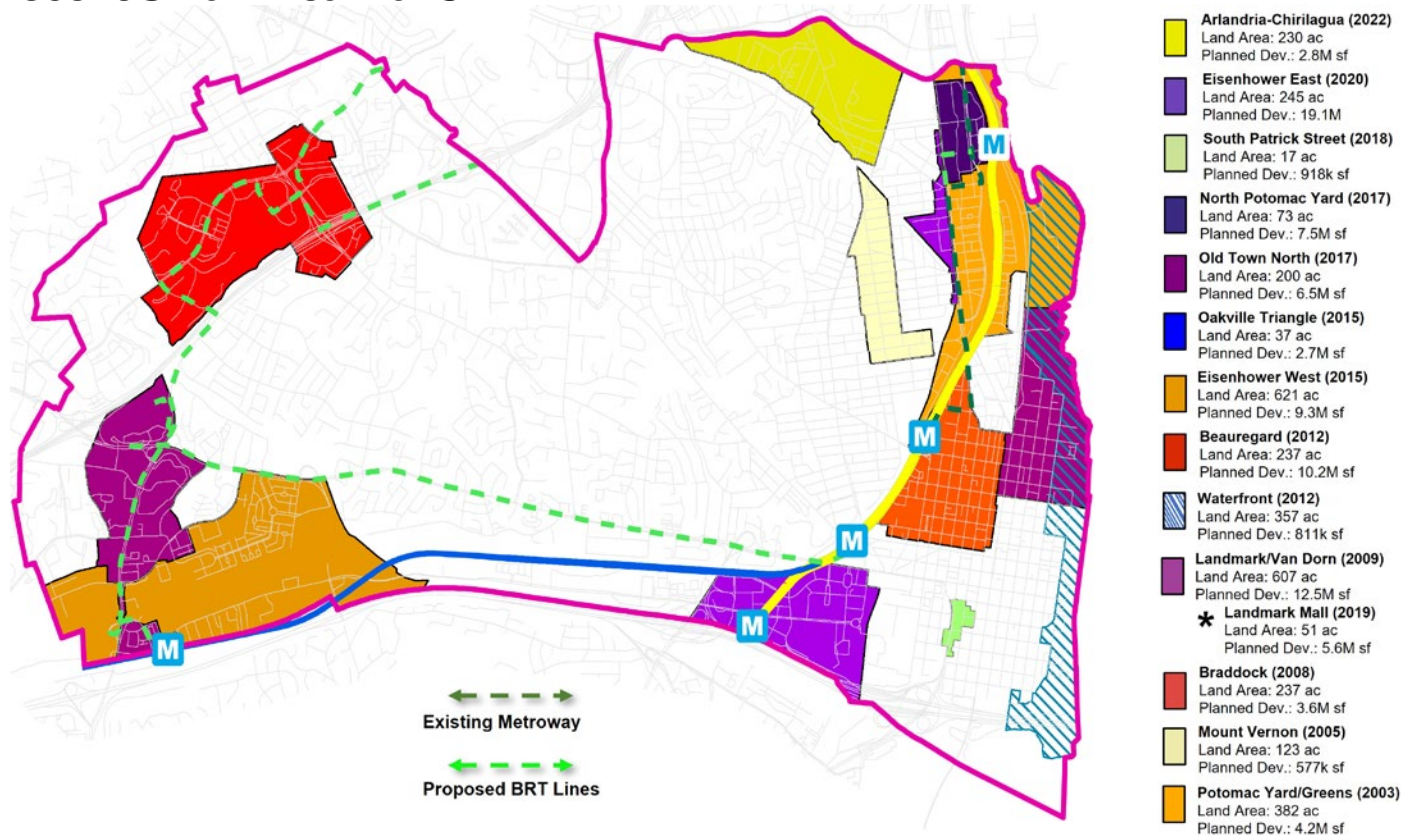 Arlandria-Chirilagua (2022)
Land Area: 230 ac
Planned Dev.: 2.8M sf
Eisenhower East (2020)
Land Area: 245 ac
Planned Dev.: 19.1M
South Patrick Street (2018)
Land Area: 17 ac
Planned Dev.: 918k sf
North Potomac Yard (2017)
Land Area: 73 ac
Planned Dev.: 7.5M sf
Old Town North (2017)
Land Area: 200 ac
Planned Dev.: 6.5M sf
Oakville Triangle (2015)
Land Area: 37 ac
Planned Dev.: 2.7M sf
Eisenhower West (2015)
Land Area: 621 ac
Planned Dev.: 9.3M sf
Beauregard (2012)
Land Area: 237 ac
Planned Dev.: 10.2M sf
Waterfront (2012)
Land Area: 357 ac
Planned Dev.: 811k sf
Landmark/Van Dorn (2009)
Land Area: 607 ac
Planned Dev.: 12.5M sf
* Landmark Mall (2019)
Land Area: 51 ac
Planned Dev.: 5.6M sf
Braddock (2008)
Land Area: 237 ac
Planned Dev.: 3.6M sf
Mount Vernon (2005)
Land Area: 123 ac
Planned Dev.: 577k sf
Potomac Yard/Greens (2003)
Land Area: 382 ac
Planned Dev.: 4.2M sf
M
M
M
M
M
Existing Metroway
Proposed BRT Lines